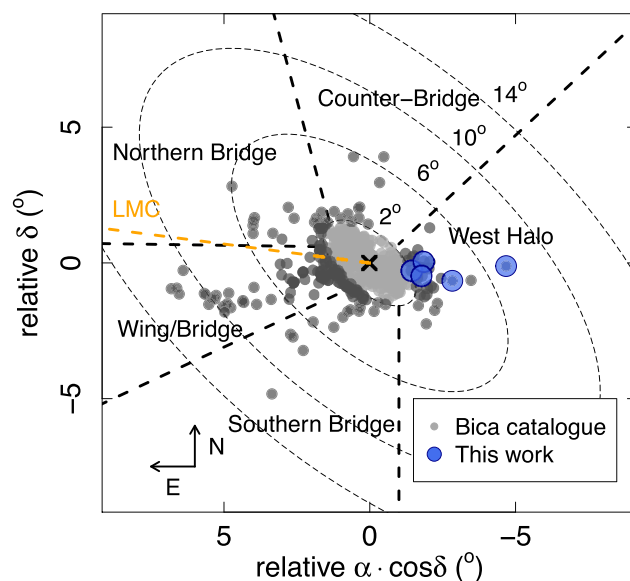 Counter−Bridge
14°
10°
Northern Bridge
6°
2°
LMC
West Halo
Wing/Bridge
Southern Bridge
N
E
Bica catalogue
This work
5
0
−5
relative δ (°)
5
0
−5
relative α · cosδ (°)